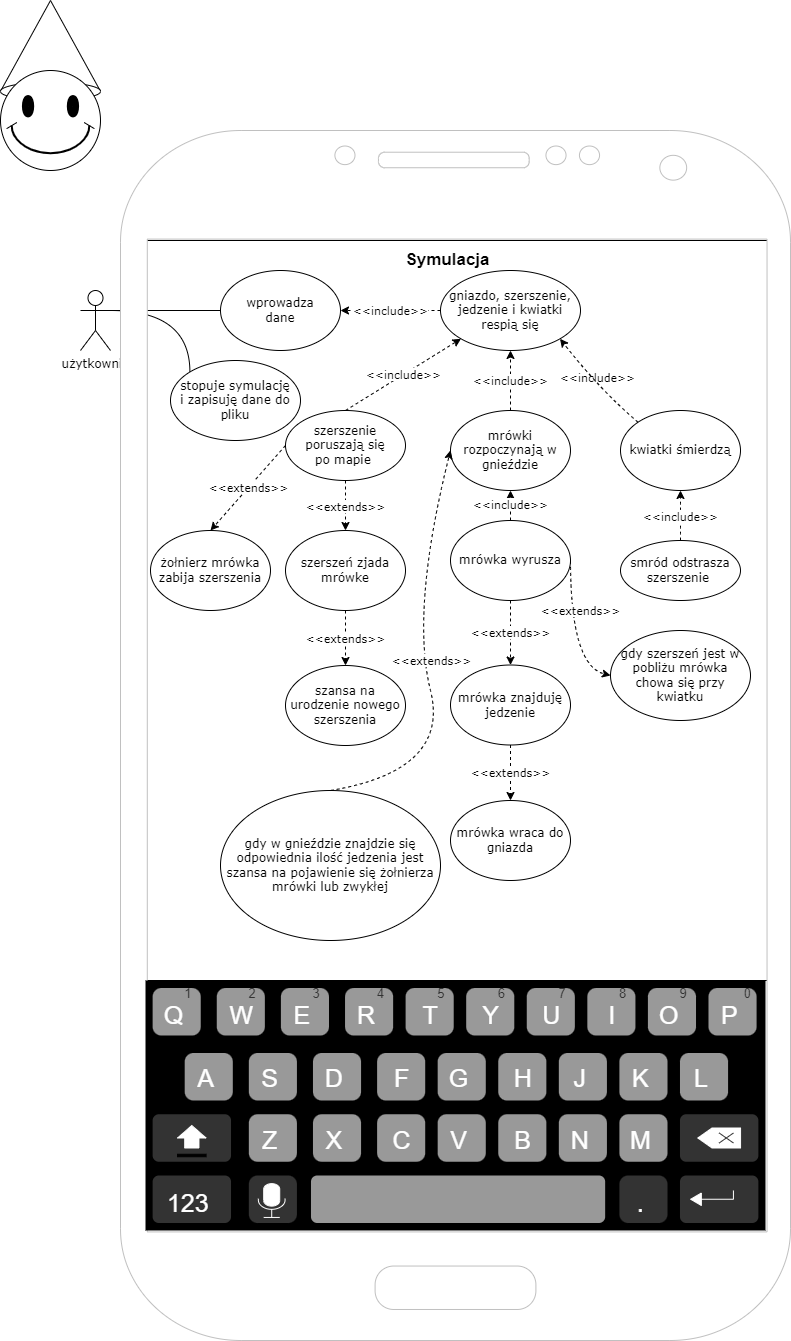 Symulacja
wprowadza
dane
<<include>>
gniazdo, szerszenie,
jedzenie i kwiatki
respią się
użytkowni
stopuje symulację
i zapisuję dane do
pliku
<<include>>
<<include>>
<<include>>
szerszenie
poruszają się
po mapie
mrówki
rozpoczynają w
gnieździe
kwiatki śmierdzą
<<extends>>
<<extends>>
<<include>>
<<include>>
żołnierz mrówka
zabija szerszenia
szerszeń zjada
mrówke
mrówka wyrusza
smród odstrasza
szerszenie
<<extends>>
<<extends>>
<<extends>>
<<extends>>
gdy szerszeń jest w
pobliżu mrówka
chowa się przy
kwiatku
szansa na
urodzenie nowego
szerszenia
mrówka znajduję
jedzenie
<<extends>>
gdy w gnieździe znajdzie się
odpowiednia ilość jedzenia jest
szansa na pojawienie się żołnierza
mrówki lub zwykłej
mrówka wraca do
gniazda
1 2 3 4 5 6 7 8 9 0
Q W E R T Y U I O P
A S D F G H J K L
Z X C V B N M
123 .